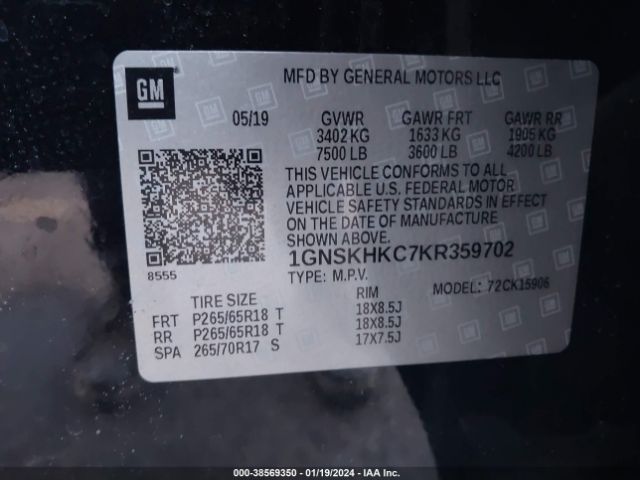 GM
MFD BY GENERAL MOTORS LLC
05/19 GVWR GAWR FRT GAWR RR
3402 KG 1633 KG 1905 KG
7500 LB 3600 LB 4200 LB
THIS VEHICLE CONFORMS TO ALL
APPLICABLE U.S. FEDERAL MOTOR
VEHICLE SAFETY STANDARDS IN EFFECT
ON THE DATE OF MANUFACTURE
SHOWN ABOVE.
1GNSKHKC7KR359702
8555
TYPE: M.P.V. MODEL: 72CK15906
TIRE SIZE RIM
FRT P265/65R18 T 18X8.5J
RR P265/65R18 T 18X8.5J
SPA 265/70R17 S 17X7.5J
000-38569350 - 01/19/2024 - IAA Inc.